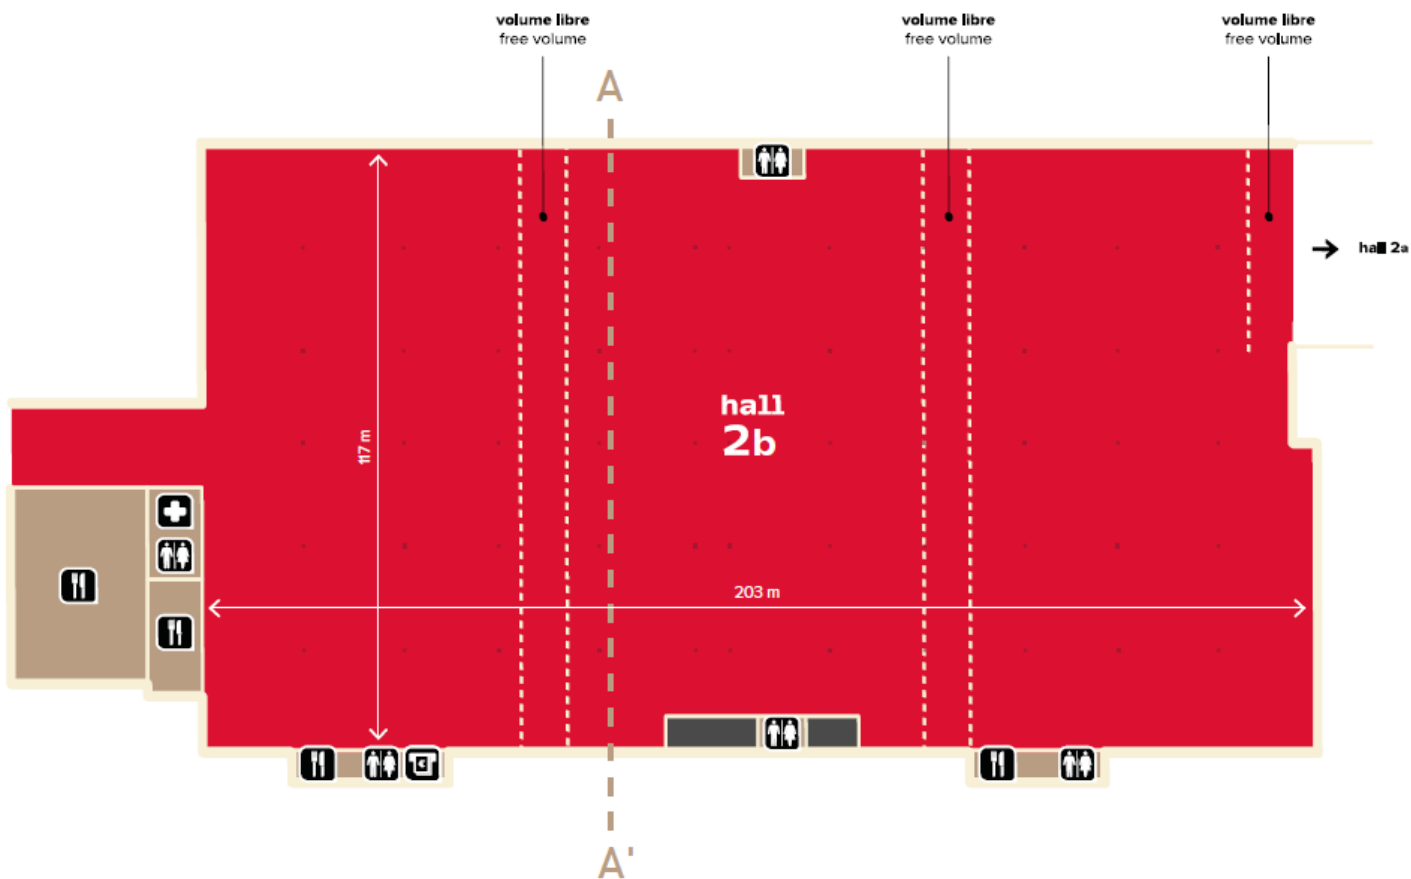 volume libre
free volume
volume libre
free volume
volume libre
free volume
A
hall 2a
hall
2b
117 m
203 m
A'